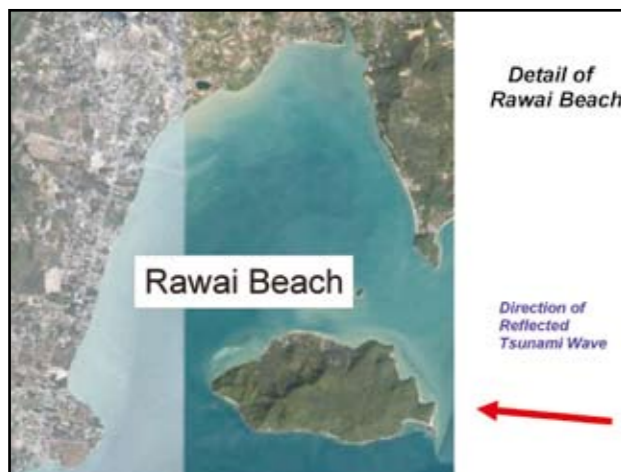 Detail of
Rawai Beach
Rawai Beach
Direction of
Reflected
Tsunami Wave